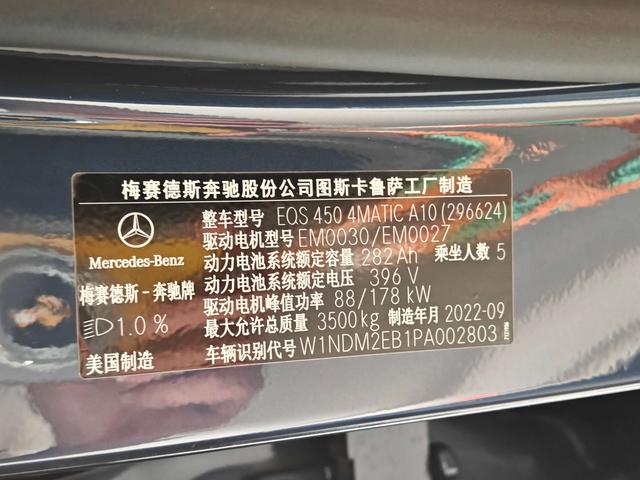 梅赛德斯奔驰股份公司图斯卡鲁萨工厂制造
Mercedes-Benz
梅赛德斯-奔驰牌
1.0 %
美国制造
整车型号 EQS 450 4MATIC A10 (296624)
驱动电机型号 EM0030/EM0027
动力电池系统额定容量 282 Ah 乘坐人数 5
动力电池系统额定电压 396 V
驱动电机峰值功率 88/178 kW
最大允许总质量 3500kg 制造年月 2022-09
车辆识别代号 W1NDM2EB1PA002803